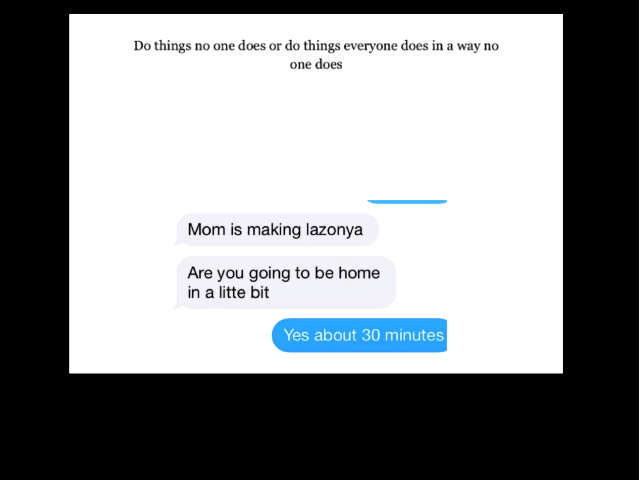 Do things no one does or do things everyone does in a way no
one does
Mom is making lazonya
Are you going to be home
in a litte bit
Yes about 30 minutes